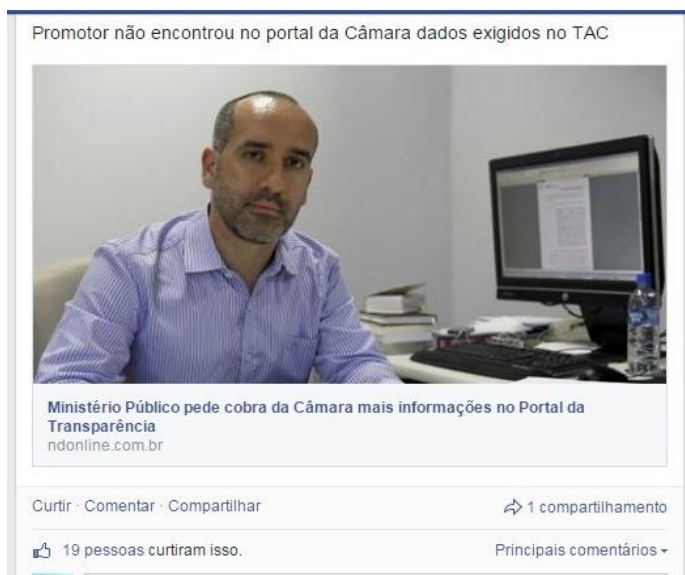 Promotor não encontrou no portal da Câmara dados exigidos no TAC
Ministério Público pede cobra da Câmara mais informações no Portal da
Transparência
ndonline.com.br
Curtir · Comentar · Compartilhar
1 compartilhamento
19 pessoas curtiram isso.
Principais comentários